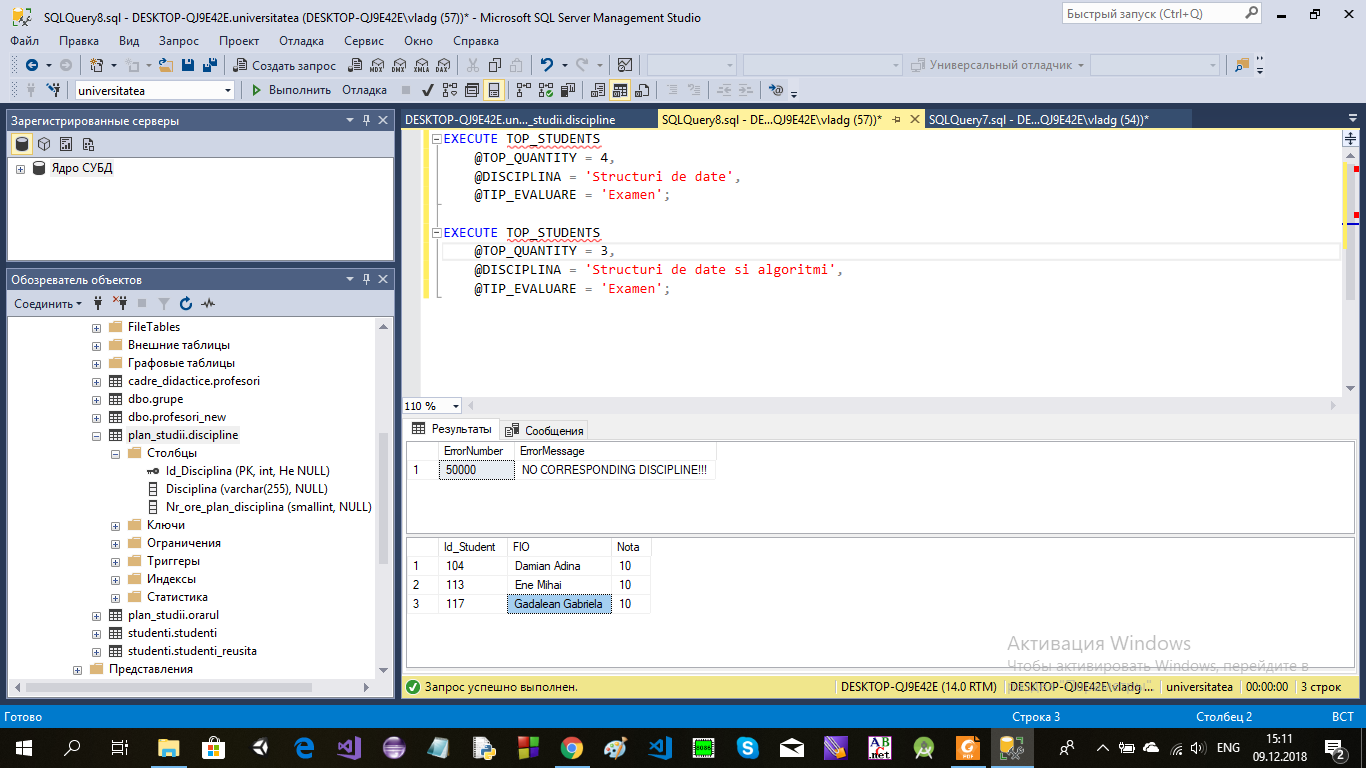 SQLQuery8.sql - DESKTOP-QJ9E42E.universitatea (DESKTOP-QJ9E42E\vladg (57))* - Microsoft SQL Server Management Studio
Быстрый запуск (Ctrl+Q)
Файл Правка Вид Запрос Проект Отладка Сервис Окно Справка
Создать запрос MDX DMX XMLA DAX Универсальный отладчик
universitatea Выполнить Отладка
Зарегистрированные серверы
Ядро СУБД
Обозреватель объектов
Соединить
FileTables
Внешние таблицы
Графовые таблицы
cadre_didactice.profesori
dbo.grupe
dbo.profesori_new
plan_studii.discipline
Столбцы
Id_Disciplina (PK, int, Не NULL)
Disciplina (varchar(255), NULL)
Nr_ore_plan_disciplina (smallint, NULL)
Ключи
Ограничения
Триггеры
Индексы
Статистика
plan_studii.orarul
studenti.studenti
studenti.studenti_reusita
Представления
DESKTOP-QJ9E42E.un..._studii.discipline SQLQuery8.sql - DE...QJ9E42E\vladg (57))* SQLQuery7.sql - DE...QJ9E42E\vladg (54))*
EXECUTE TOP_STUDENTS
@TOP_QUANTITY = 4,
@DISCIPLINA = 'Structuri de date',
@TIP_EVALUARE = 'Examen';
EXECUTE TOP_STUDENTS
@TOP_QUANTITY = 3,
@DISCIPLINA = 'Structuri de date si algoritmi',
@TIP_EVALUARE = 'Examen';
110 %
Результаты Сообщения
ErrorNumber ErrorMessage
1 50000 NO CORRESPONDING DISCIPLINE!!!
Id_Student FIO Nota
1 104 Damian Adina 10
2 113 Ene Mihai 10
3 117 Gadalean Gabriela 10
Активация Windows
Чтобы активировать Windows, перейдите в
Запрос успешно выполнен. DESKTOP-QJ9E42E (14.0 RTM) DESKTOP-QJ9E42E\vladg ... universitatea 00:00:00 3 строк
Готово Строка 3 Столбец 2 ВСТ
8086
AB
.net
PDF
ENG
15:11
09.12.2018
2